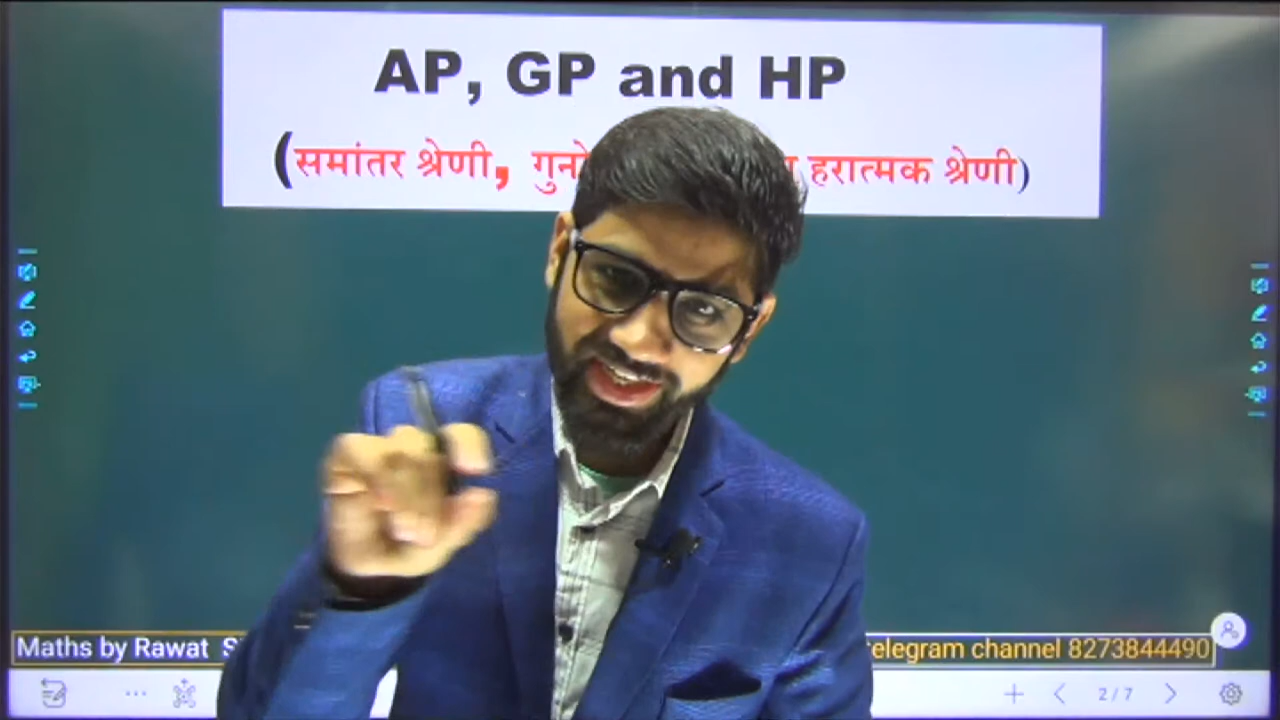 AP, GP and HP
(समांतर श्रेणी, हरात्मक श्रेणी)
Maths by Rawat channel 8273844490
2/7